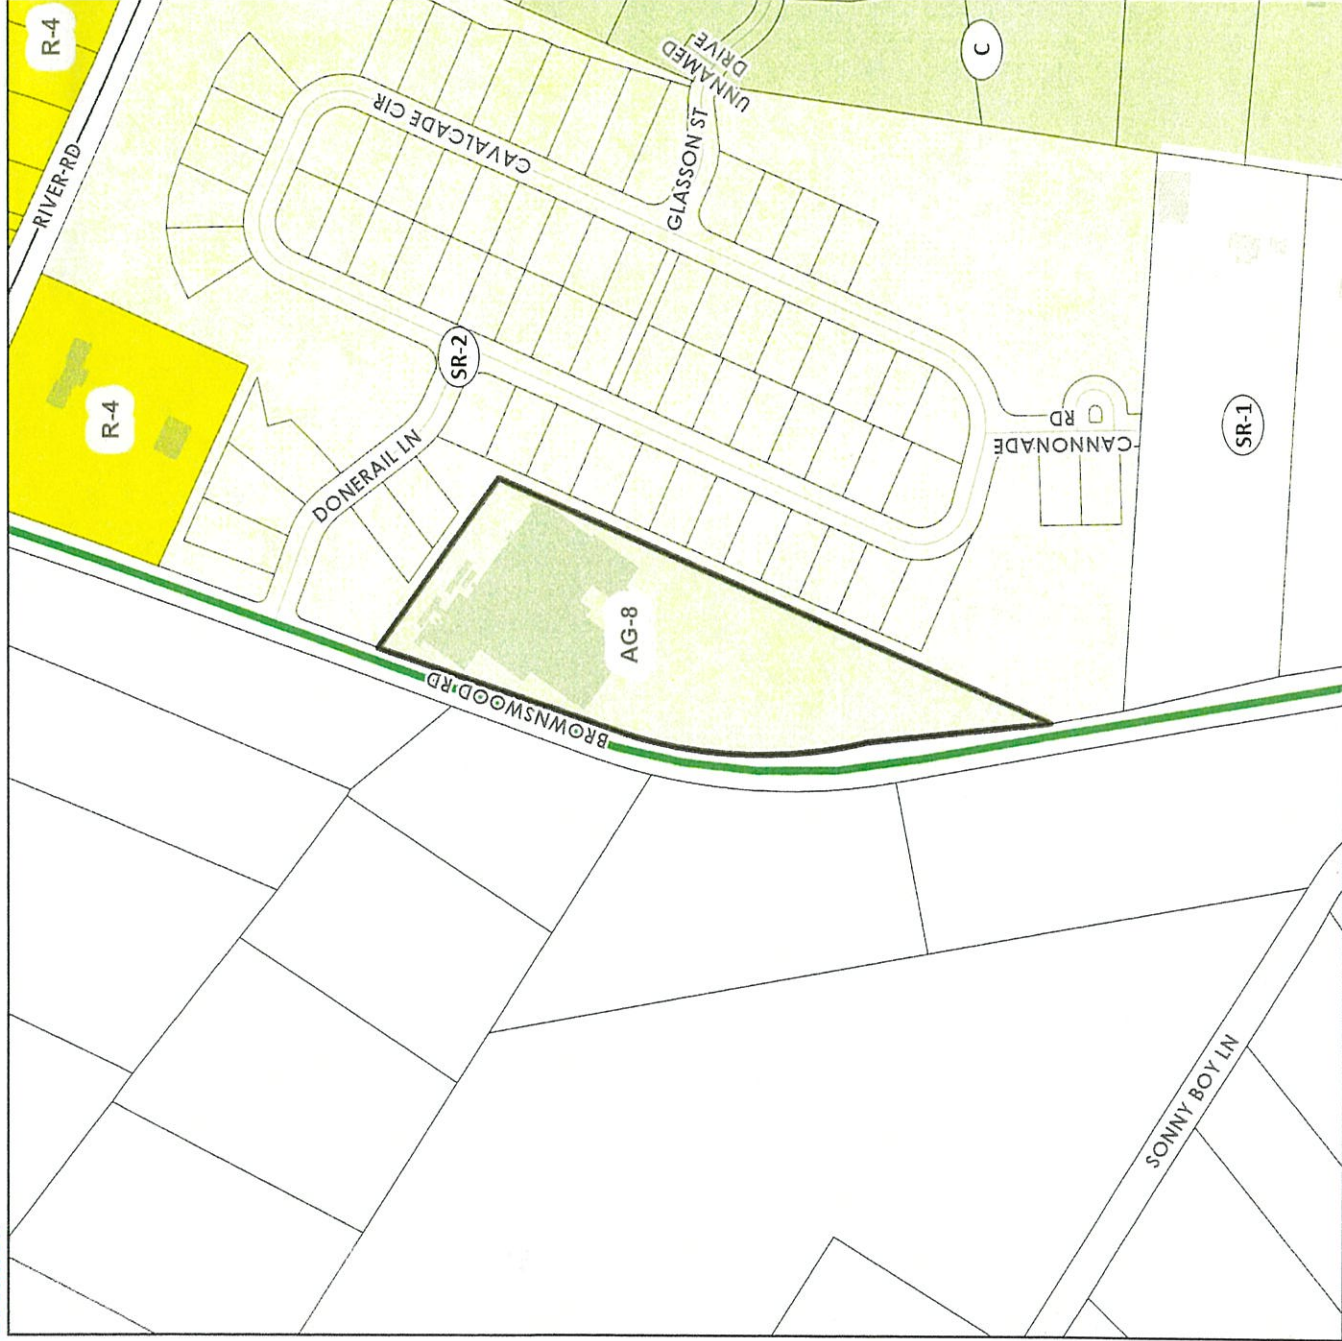 R-4
RIVER-RD
R-4
CAVALCADE CIR
UNNAMED
DRIVE
C
GLASSON ST
SR-2
DONERAIL LN
CANNONADE
RD
SR-1
AG-8
BROWNSWOOD RD
SONNY BOY LN